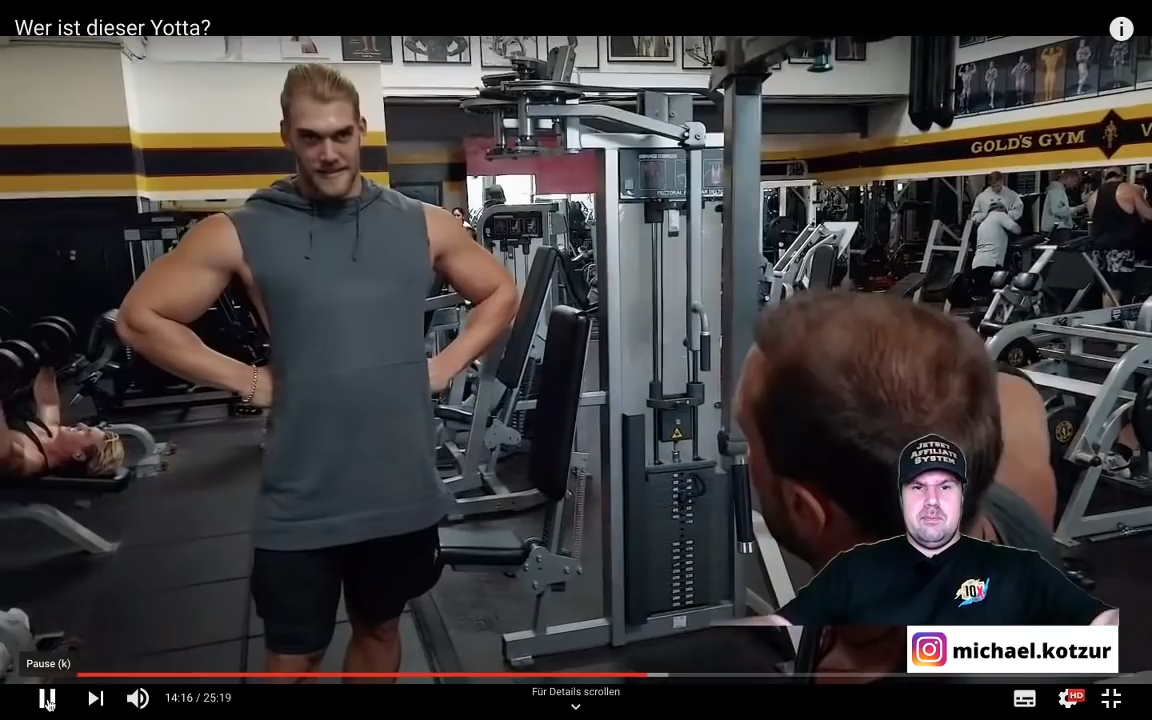 Wer ist dieser Yotta?
GOLD'S GYM
JETSET
AFFILIATE
SYSTEM
10X
michael.kotzur
Pause (k)
14:16 / 25:19
Für Details scrollen
HD